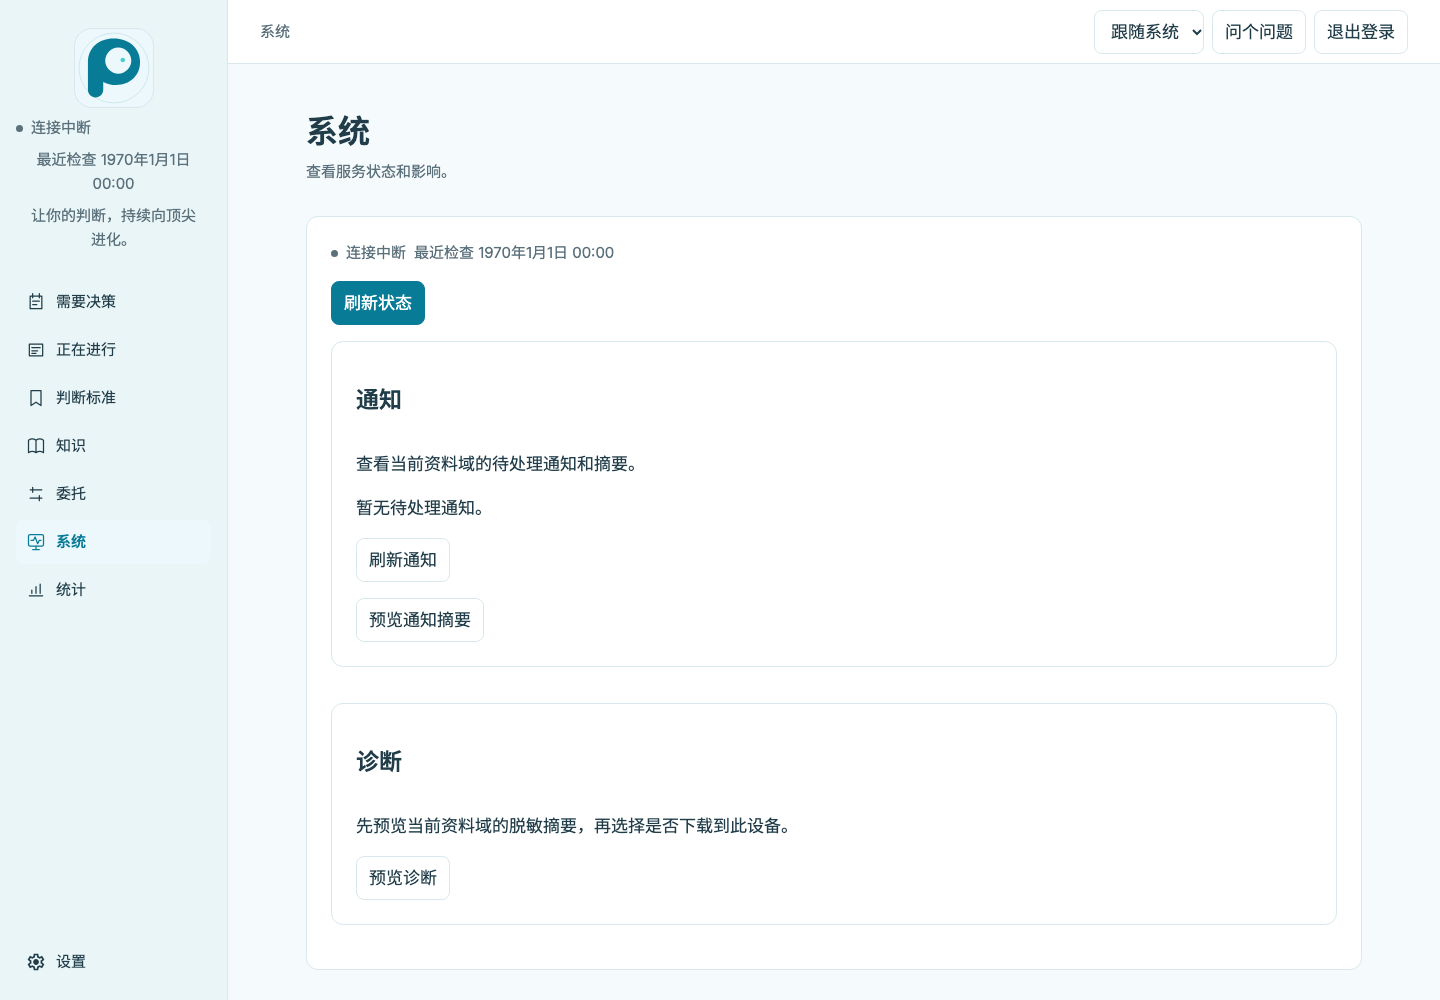 连接中断
最近检查 1970年1月1日
00:00
让你的判断，持续向顶尖
进化。
需要决策
正在进行
判断标准
知识
委托
系统
统计
设置
系统
跟随系统
问个问题
退出登录
系统
查看服务状态和影响。
连接中断 最近检查 1970年1月1日 00:00
刷新状态
通知
查看当前资料域的待处理通知和摘要。
暂无待处理通知。
刷新通知
预览通知摘要
诊断
先预览当前资料域的脱敏摘要，再选择是否下载到此设备。
预览诊断